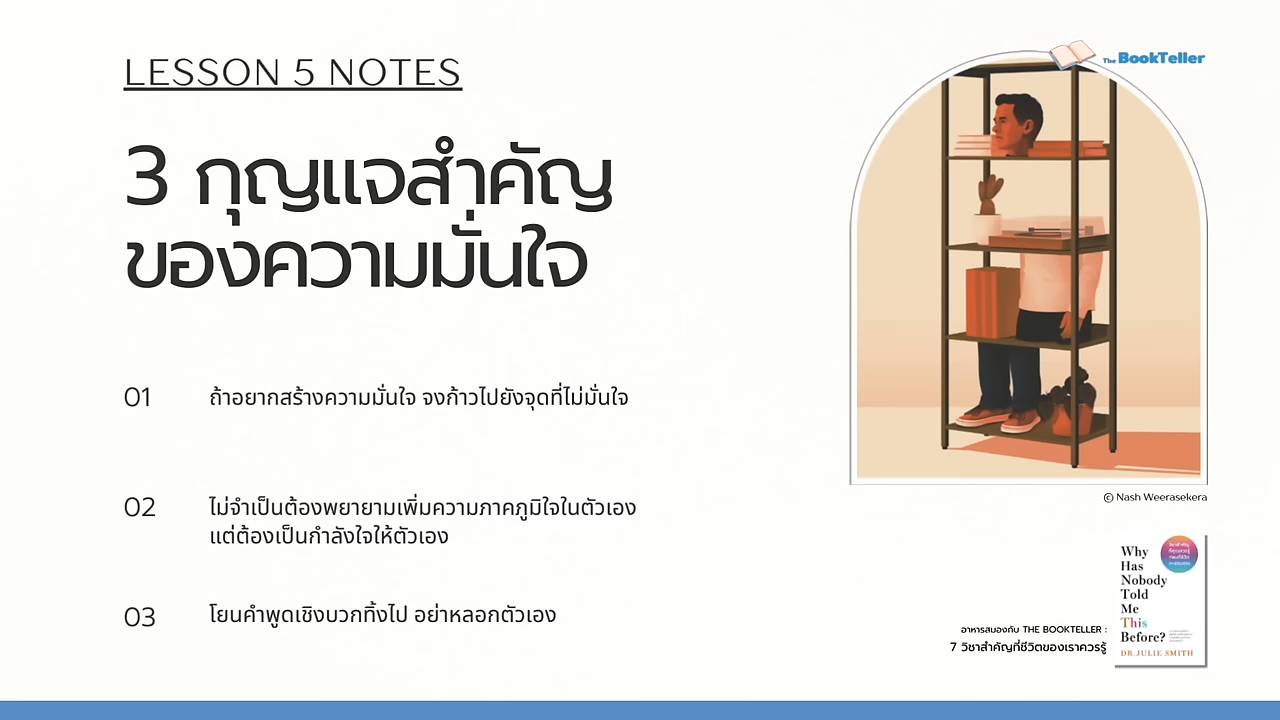 LESSON 5 NOTES
The BookTeller
3 กุญแจสำคัญ
ของความมั่นใจ
01 ถ้าอยากสร้างความมั่นใจ จงก้าวไปยังจุดที่ไม่มั่นใจ
02 ไม่จำเป็นต้องพยายามเพิ่มความภาคภูมิใจในตัวเอง
แต่ต้องเป็นกำลังใจให้ตัวเอง
03 โยนคำพูดเชิงบวกทิ้งไป อย่าหลอกตัวเอง
© Nash Weerasekera
อาหารสมองกับ THE BOOKTELLER :
7 วิชาสำคัญที่ชีวิตของเราควรรู้
Why
Has
Nobody
Told
Me
This
Before?
DR.JULIE SMITH